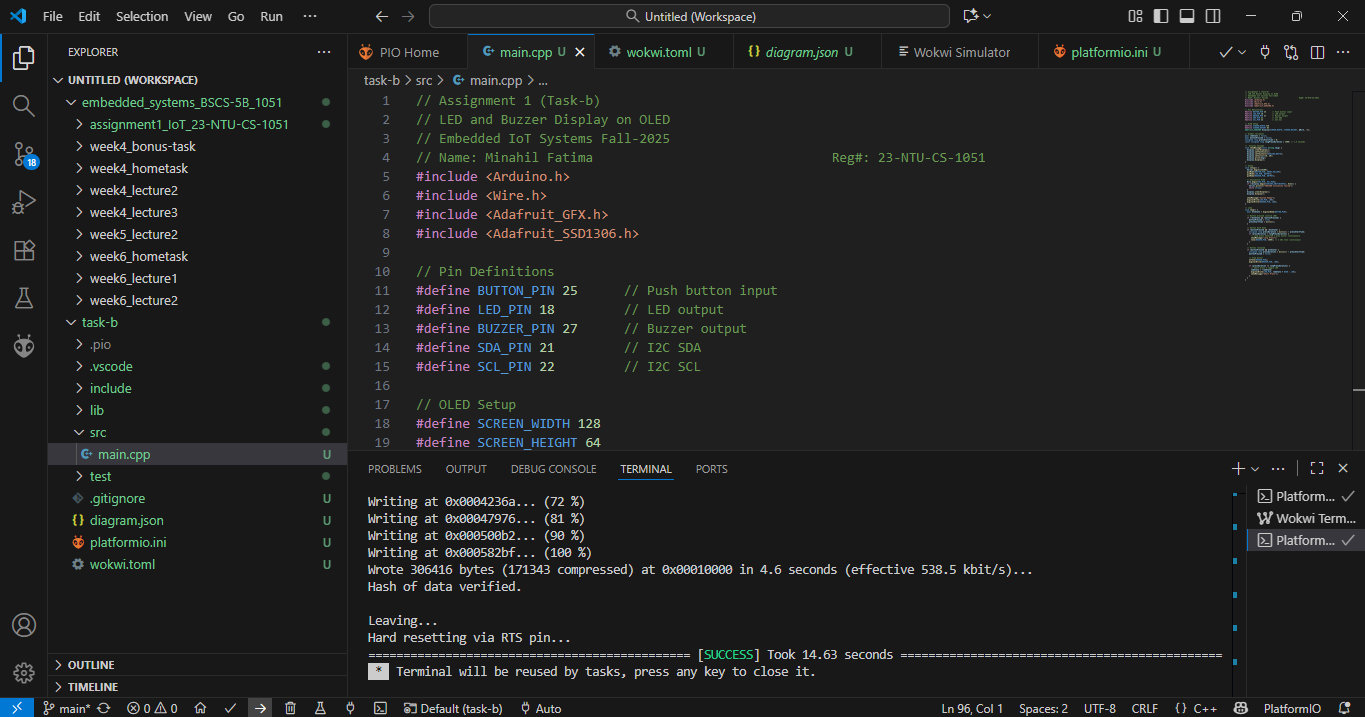 File Edit Selection View Go Run ··· Untitled (Workspace)
EXPLORER ···
UNTITLED (WORKSPACE)
embedded_systems_BSCS-5B_1051
assignment1_IoT_23-NTU-CS-1051
week4_bonus-task
week4_hometask
week4_lecture2
week4_lecture3
week5_lecture2
week6_hometask
week6_lecture1
week6_lecture2
task-b
.pio
.vscode
include
lib
src
main.cpp U
test
.gitignore U
diagram.json U
platformio.ini U
wokwi.toml U
OUTLINE
TIMELINE
18
PIO Home main.cpp U wokwi.toml U diagram.json U Wokwi Simulator platformio.ini U
task-b > src > main.cpp > ...
1 // Assignment 1 (Task-b)
2 // LED and Buzzer Display on OLED
3 // Embedded IoT Systems Fall-2025
4 // Name: Minahil Fatima Reg#: 23-NTU-CS-1051
5 #include <Arduino.h>
6 #include <Wire.h>
7 #include <Adafruit_GFX.h>
8 #include <Adafruit_SSD1306.h>
9
10 // Pin Definitions
11 #define BUTTON_PIN 25 // Push button input
12 #define LED_PIN 18 // LED output
13 #define BUZZER_PIN 27 // Buzzer output
14 #define SDA_PIN 21 // I2C SDA
15 #define SCL_PIN 22 // I2C SCL
16
17 // OLED Setup
18 #define SCREEN_WIDTH 128
19 #define SCREEN_HEIGHT 64
PROBLEMS OUTPUT DEBUG CONSOLE TERMINAL PORTS
Writing at 0x0004236a... (72 %)
Writing at 0x00047976... (81 %)
Writing at 0x000500b2... (90 %)
Writing at 0x000582bf... (100 %)
Wrote 306416 bytes (171343 compressed) at 0x00010000 in 4.6 seconds (effective 538.5 kbit/s)...
Hash of data verified.
Leaving...
Hard resetting via RTS pin...
============================================== [SUCCESS] Took 14.63 seconds ==============================================
* Terminal will be reused by tasks, press any key to close it.
Platform...
Wokwi Term...
Platform...
main* 0 0 Default (task-b) Auto Ln 96, Col 1 Spaces: 2 UTF-8 CRLF {} C++ PlatformIO